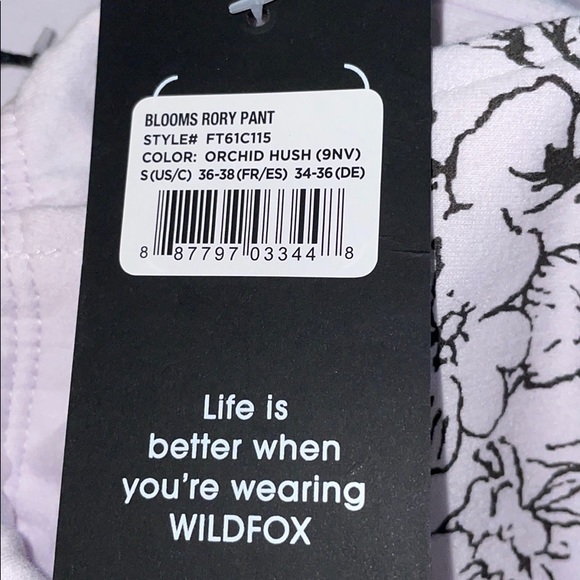 BLOOMS RORY PANT
STYLE# FT61C115
COLOR: ORCHID HUSH (9NV)
S(US/C) 36-38(FR/ES) 34-36(DE)
8 87797 03344 8
Life is
better when
you're wearing
WILDFOX